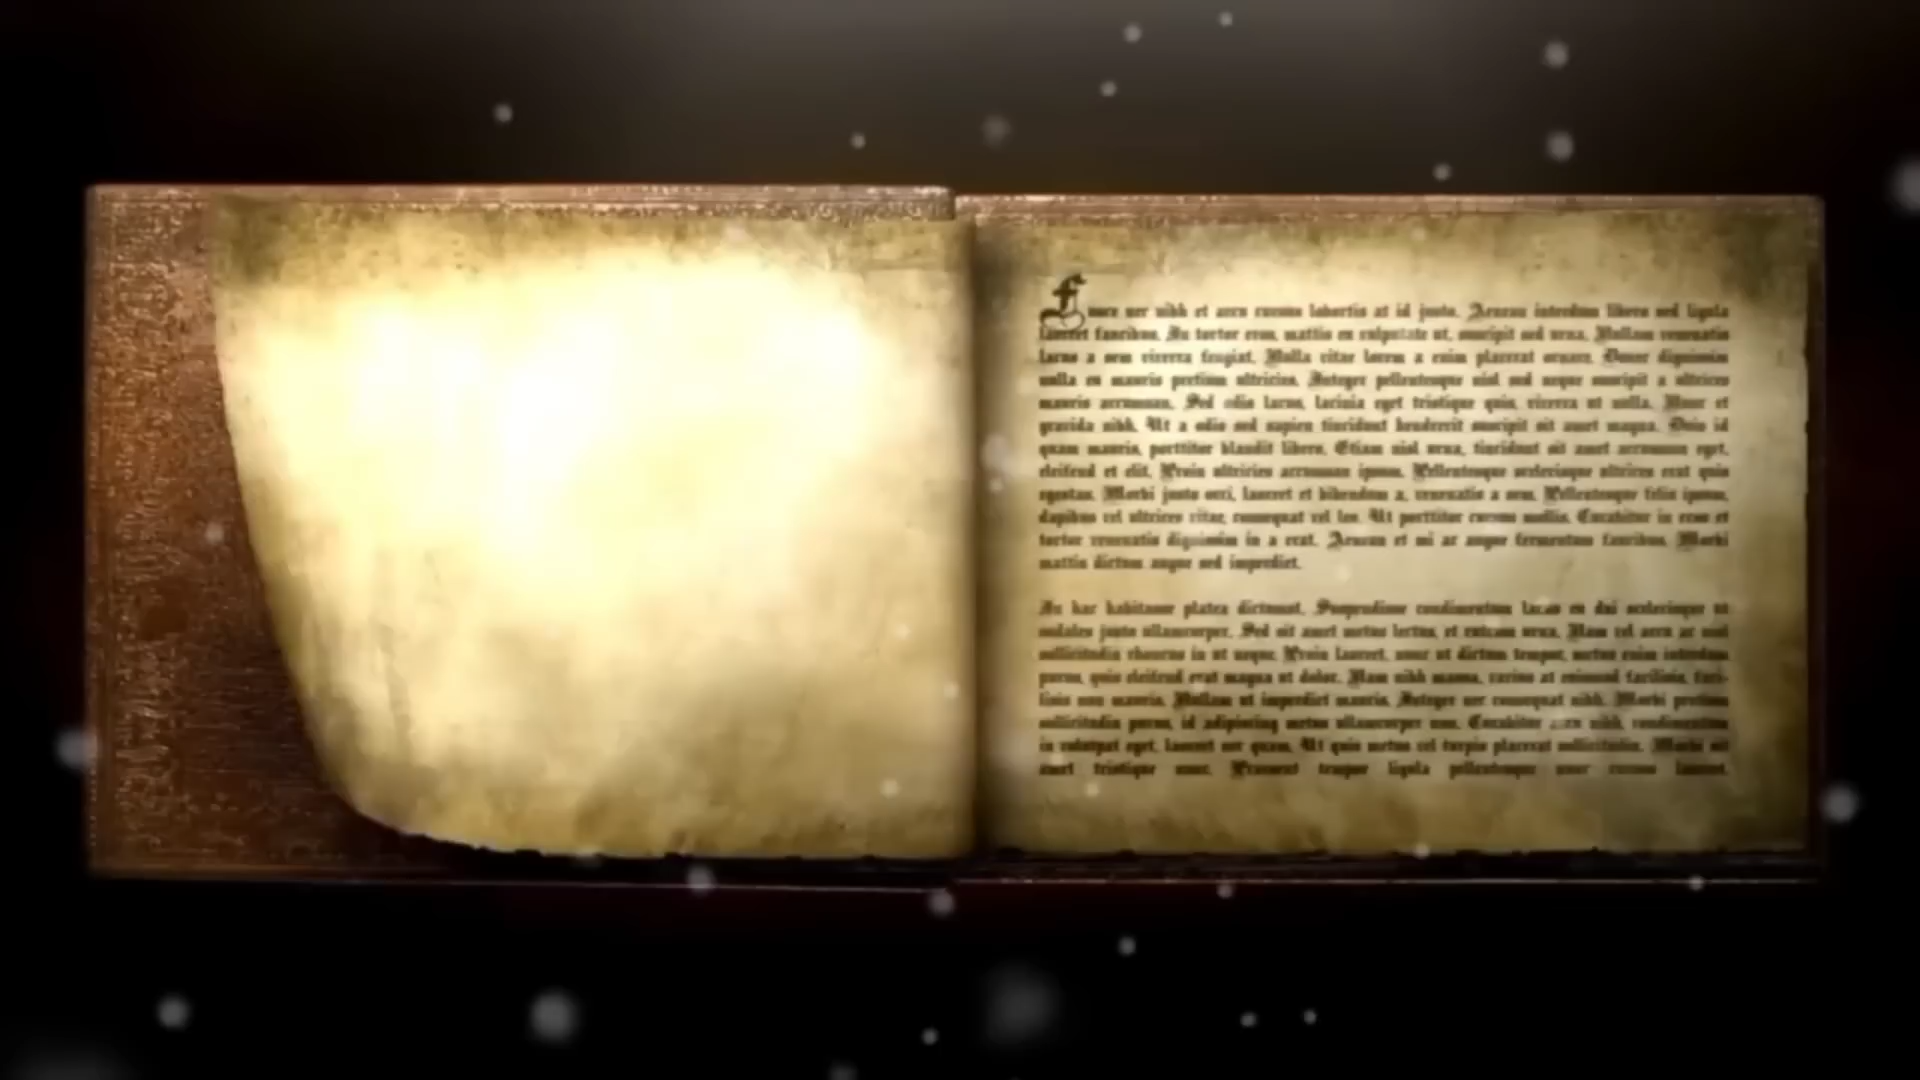 fusce nec nibh et arcu cursus lobortis at id justo. Aenean interdum libero sed ligula
laoreet faucibus. In tortor eros, mattis en vulputate ut, suscipit sed urna. Nullam venenatis
lacus a sem viverra feugiat. Nulla vitae lorem a enim placerat ornare. Donec dignissim
nulla en mauris pretium ultricies. Integer pellentesque nisl sed neque suscipit a ultrices
mauris accumsan. Sed odio lacus, lacinia eget tristique quis, viverra ut nulla. Nunc et
gravida nibh. Ut a odio sed sapien tincidunt hendrerit suscipit sit amet magna. Duis id
quam mauris, porttitor blandit libero. Etiam nisl urna, tincidunt sit amet accumsan eget,
eleifend et elit. Proin ultricies accumsan ipsum. Pellentesque scelerisque ultrices erat quis
egestas. Morbi justo orci, laoreet et bibendum a, venenatis a sem. Pellentesque felis ipsum,
dapibus vel ultrices vitae, consequat vel leo. Ut porttitor cursus mollis. Curabitur in eros et
tortor venenatis dignissim in a erat. Aenean et mi ac augue fermentum faucibus. Morbi
mattis dictum augue sed imperdiet.
In hac habitasse platea dictumst. Suspendisse condimentum lacus en dui scelerisque ut
sodales justo ullamcorper. Sed sit amet metus lectus, et rutrum urna. Nam vel arcu ac nisl
sollicitudin rhoncus in ut neque. Proin laoreet, nunc ut dictum tempor, metus enim interdum
purus, quis eleifend erat magna ut dolor. Nam nibh massa, varius at euismod facilisis, faci-
lisis non mauris. Nullam ut imperdiet mauris. Integer nec consequat nibh. Morbi pretium
sollicitudin purus, id adipiscing metus ullamcorper non. Curabitur arcu nibh, condimentum
in volutpat eget, laoreet nec quam. Ut quis metus vel turpis placerat sollicitudin. Morbi sit
amet tristique nunc. Praesent tempor ligula pellentesque nunc cursus laoreet.